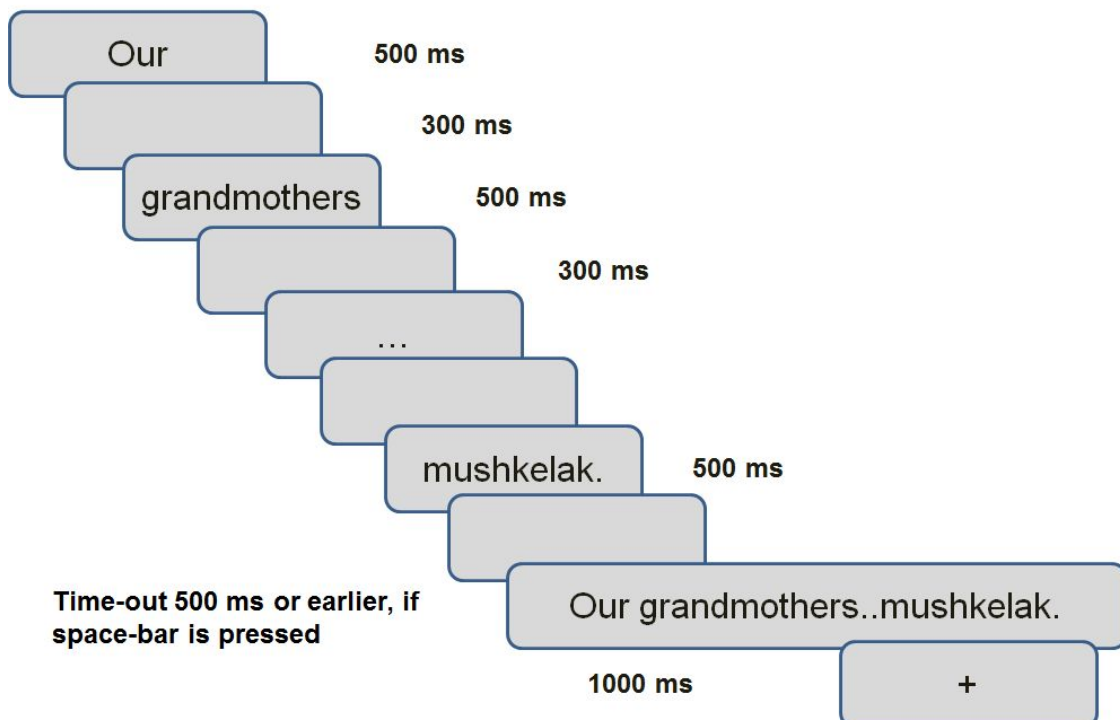 Our
500 ms
300 ms
grandmothers
500 ms
300 ms
...
mushkelak.
500 ms
Our grandmothers..mushkelak.
Time-out 500 ms or earlier, if
space-bar is pressed
1000 ms
+